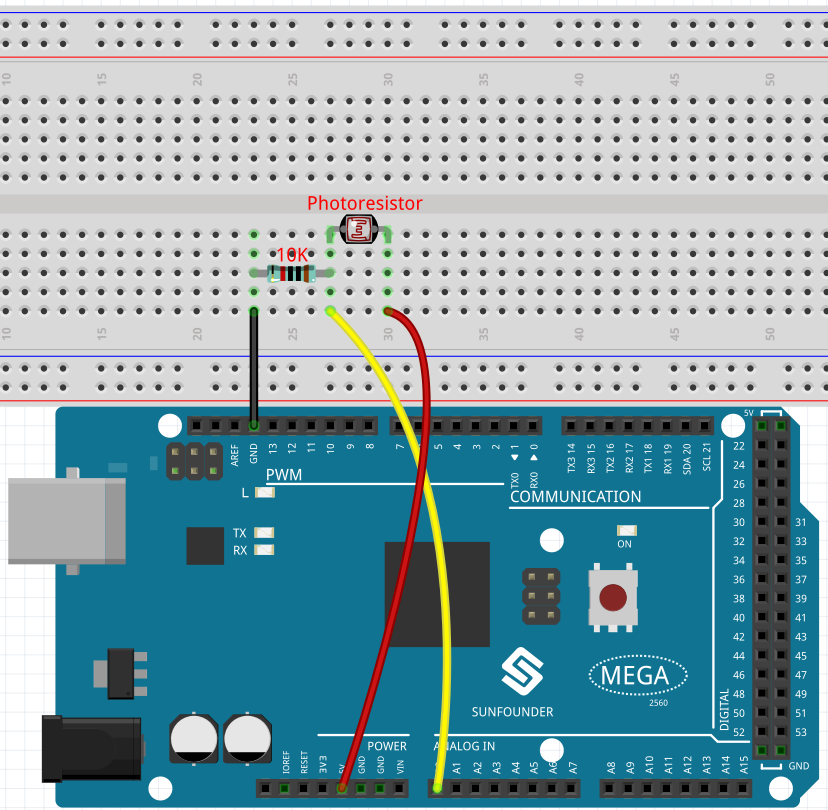 10 15 20 25 30 35 40 45 50
Photoresistor
10K
10 15 20 25 30 35 40 45 50
AREF GND 13 12 11 10 9 8 7 5 4 3 2 TX0 1 RX0 0 TX3 14 RX3 15 TX2 16 RX2 17 TX1 18 RX1 19 SDA 20 SCL 21
5V
22
24
26
28
30 31
32 33
34 35
36 37
38 39
40 41
42 43
44 45
46 47
48 49
50 51
52 53
GND
DIGITAL
PWM
COMMUNICATION
L
TX
RX
ON
MEGA
2560
SUNFOUNDER
POWER
ANALOG IN
IOREF RESET 3V3 5V GND GND VIN A1 A2 A3 A4 A5 A6 A7 A8 A9 A10 A11 A12 A13 A14 A15